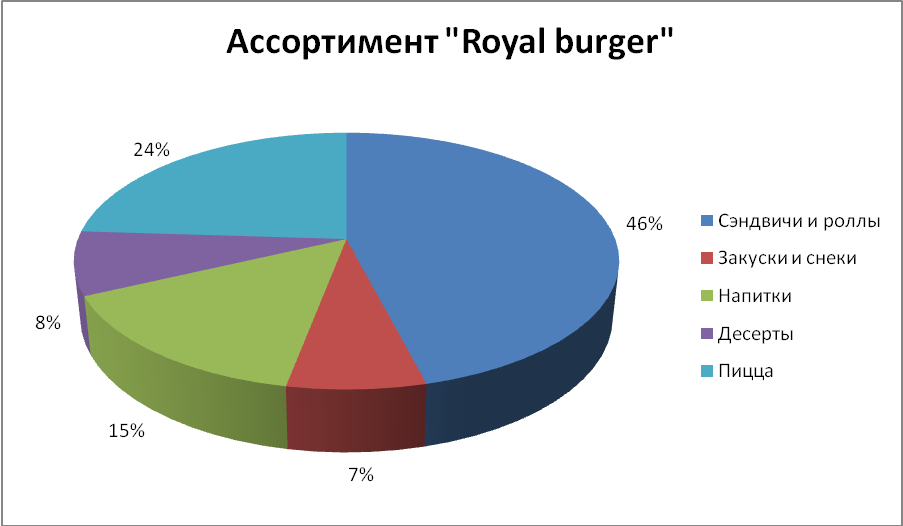 Ассортимент "Royal burger"
24%
46%
8%
15%
7%
Сэндвичи и роллы
Закуски и снеки
Напитки
Десерты
Пицца